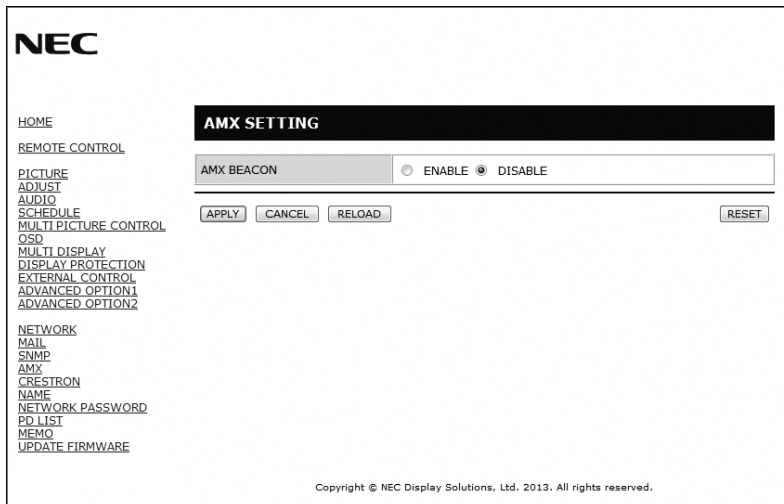 NEC
HOME
REMOTE CONTROL
PICTURE
ADJUST
AUDIO
SCHEDULE
MULTI PICTURE CONTROL
OSD
MULTI DISPLAY
DISPLAY PROTECTION
EXTERNAL CONTROL
ADVANCED OPTION1
ADVANCED OPTION2
NETWORK
MAIL
SNMP
AMX
CRESTRON
NAME
NETWORK PASSWORD
PD LIST
MEMO
UPDATE FIRMWARE
AMX SETTING
AMX BEACON ENABLE DISABLE
APPLY CANCEL RELOAD RESET
Copyright © NEC Display Solutions, Ltd. 2013. All rights reserved.